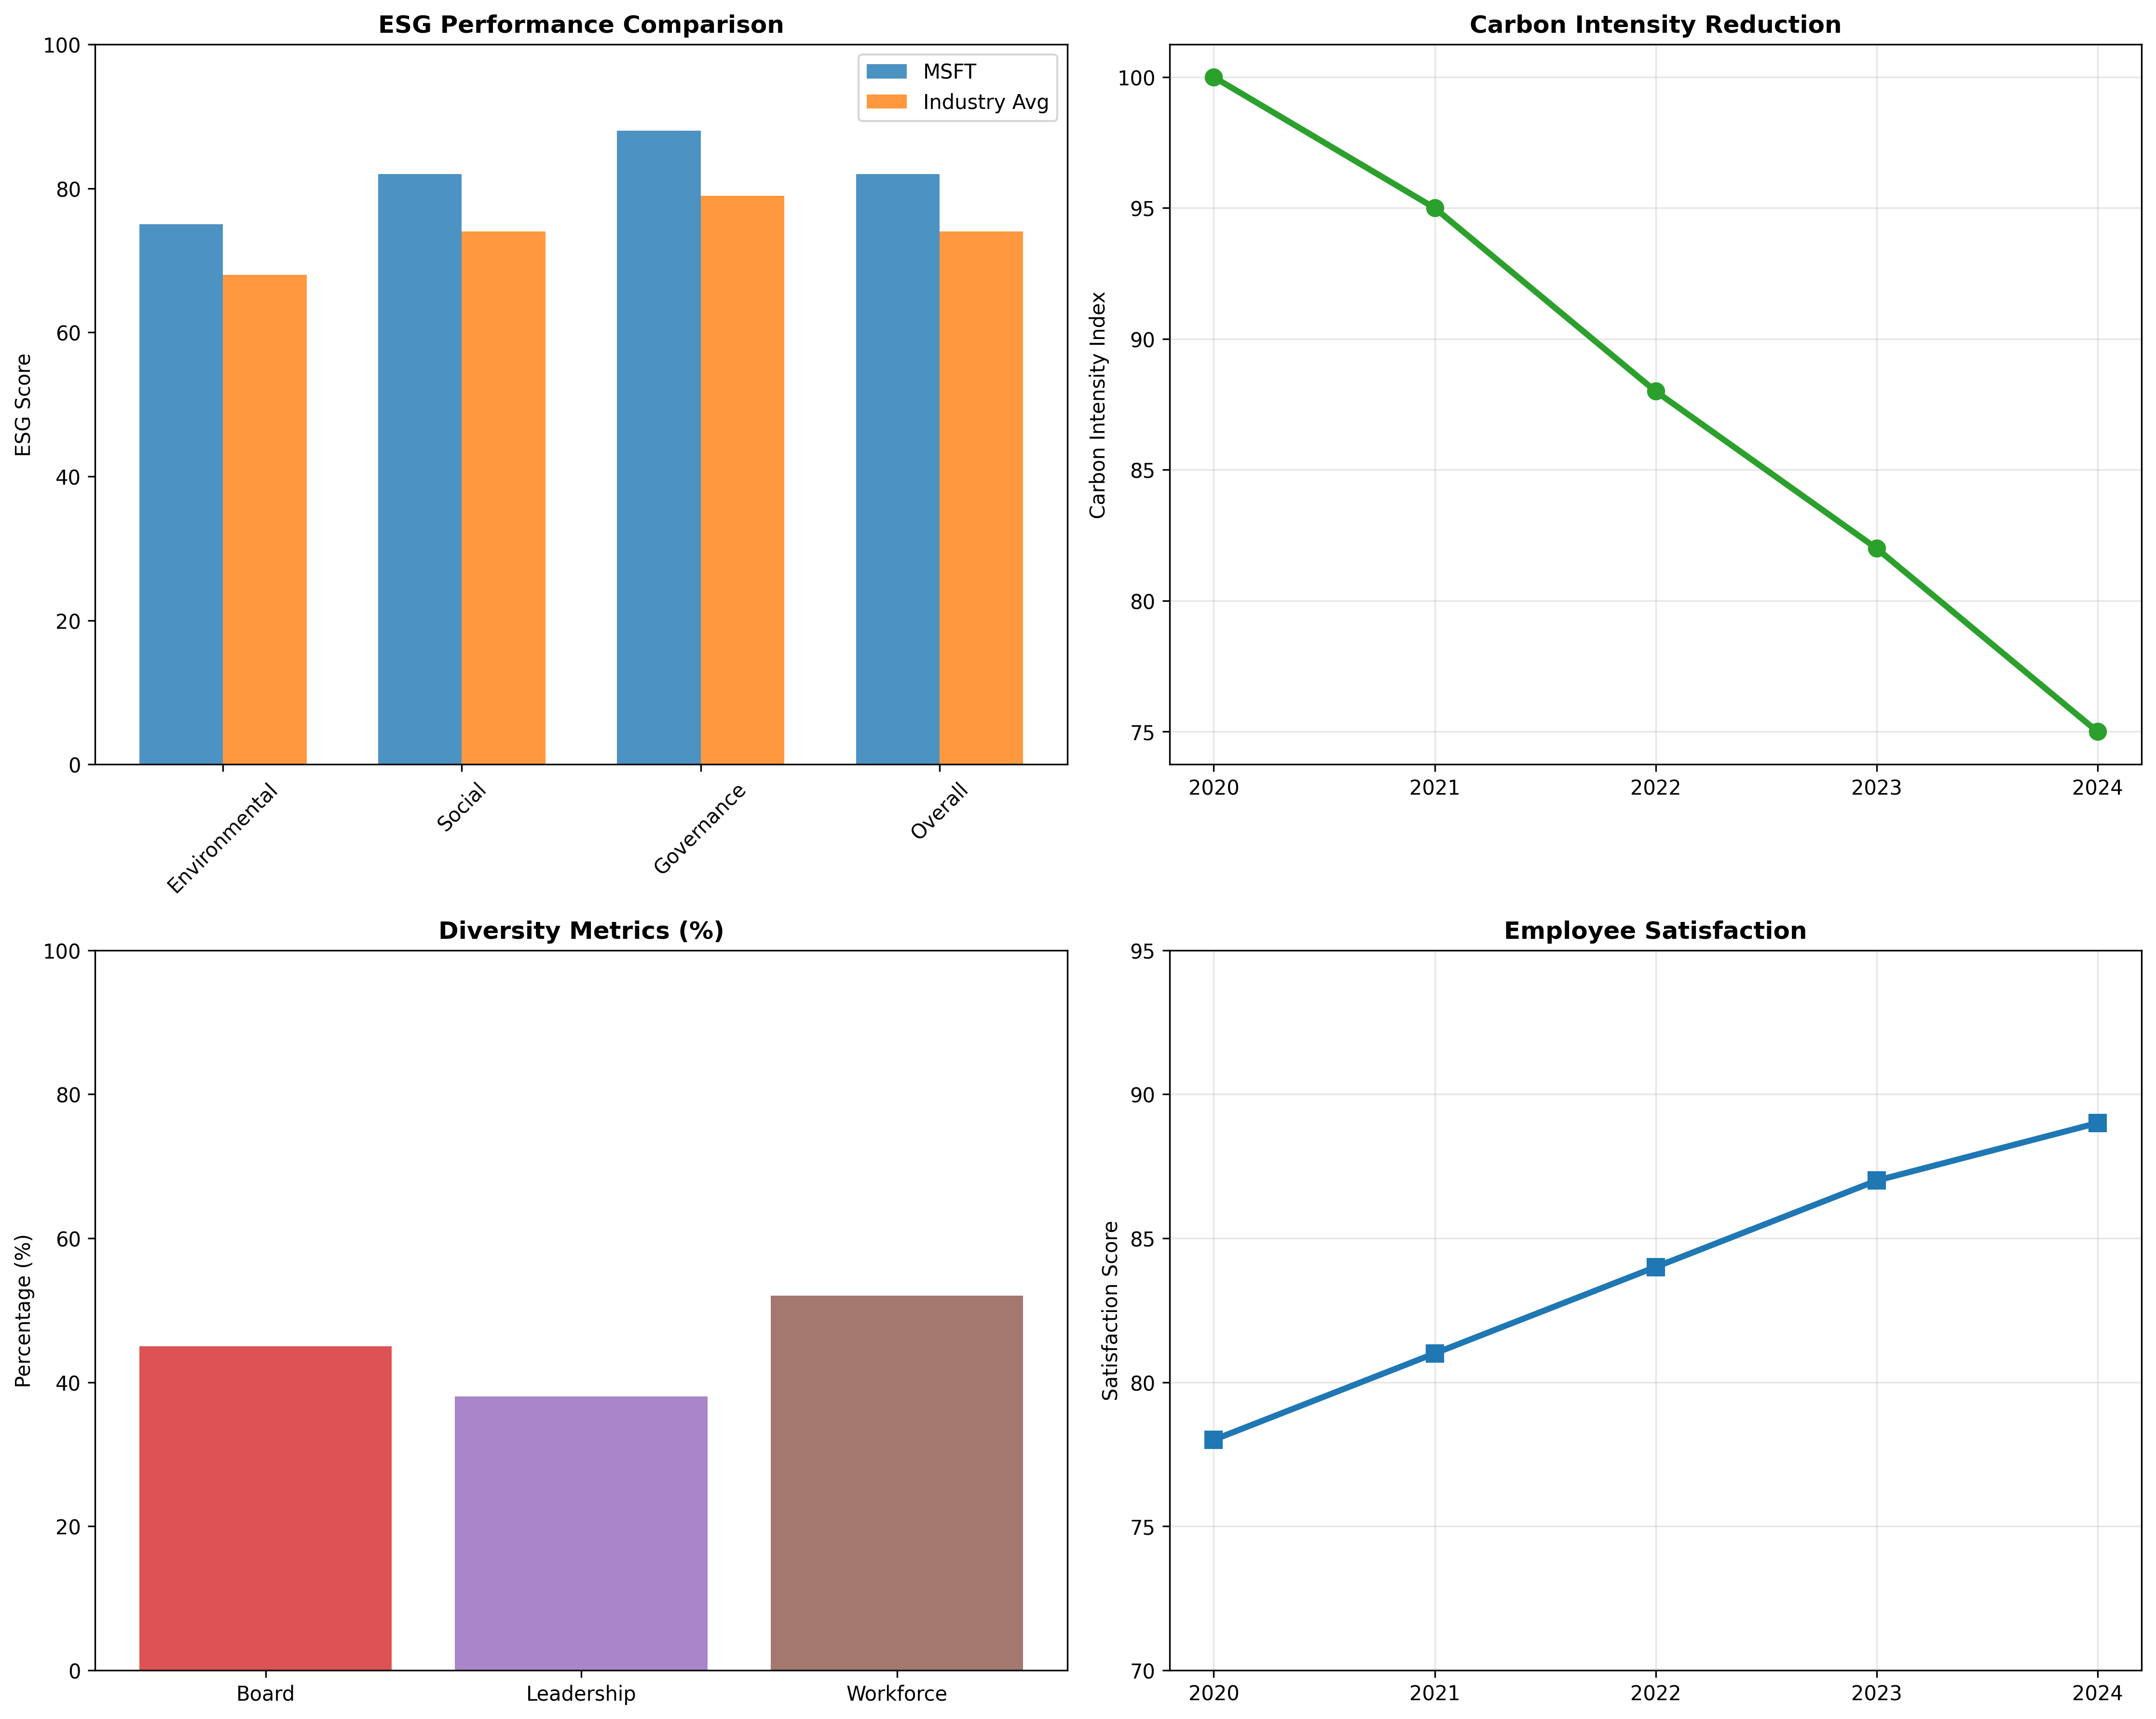 ESG Performance Comparison
ESG Score
100
80
60
40
20
0
MSFT
Industry Avg
Environmental
Social
Governance
Overall
Carbon Intensity Reduction
Carbon Intensity Index
100
95
90
85
80
75
2020
2021
2022
2023
2024
Diversity Metrics (%)
Percentage (%)
100
80
60
40
20
0
Board
Leadership
Workforce
Employee Satisfaction
Satisfaction Score
95
90
85
80
75
70
2020
2021
2022
2023
2024